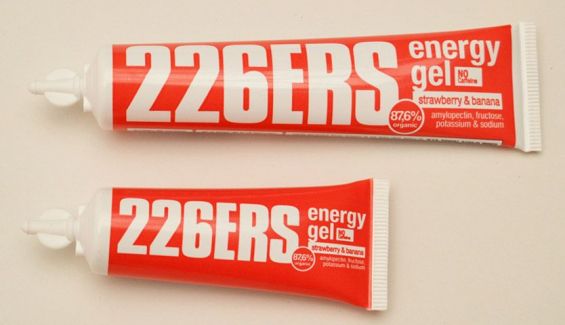 226ERS
energy
gel
NO
caffeine
strawberry & banana
87,6%
organic
amylopectin, fructose,
potassium & sodium
226ERS
energy
gel
NO
strawberry & banana
87,6%
organic
amylopectin, fructose,
potassium & sodium